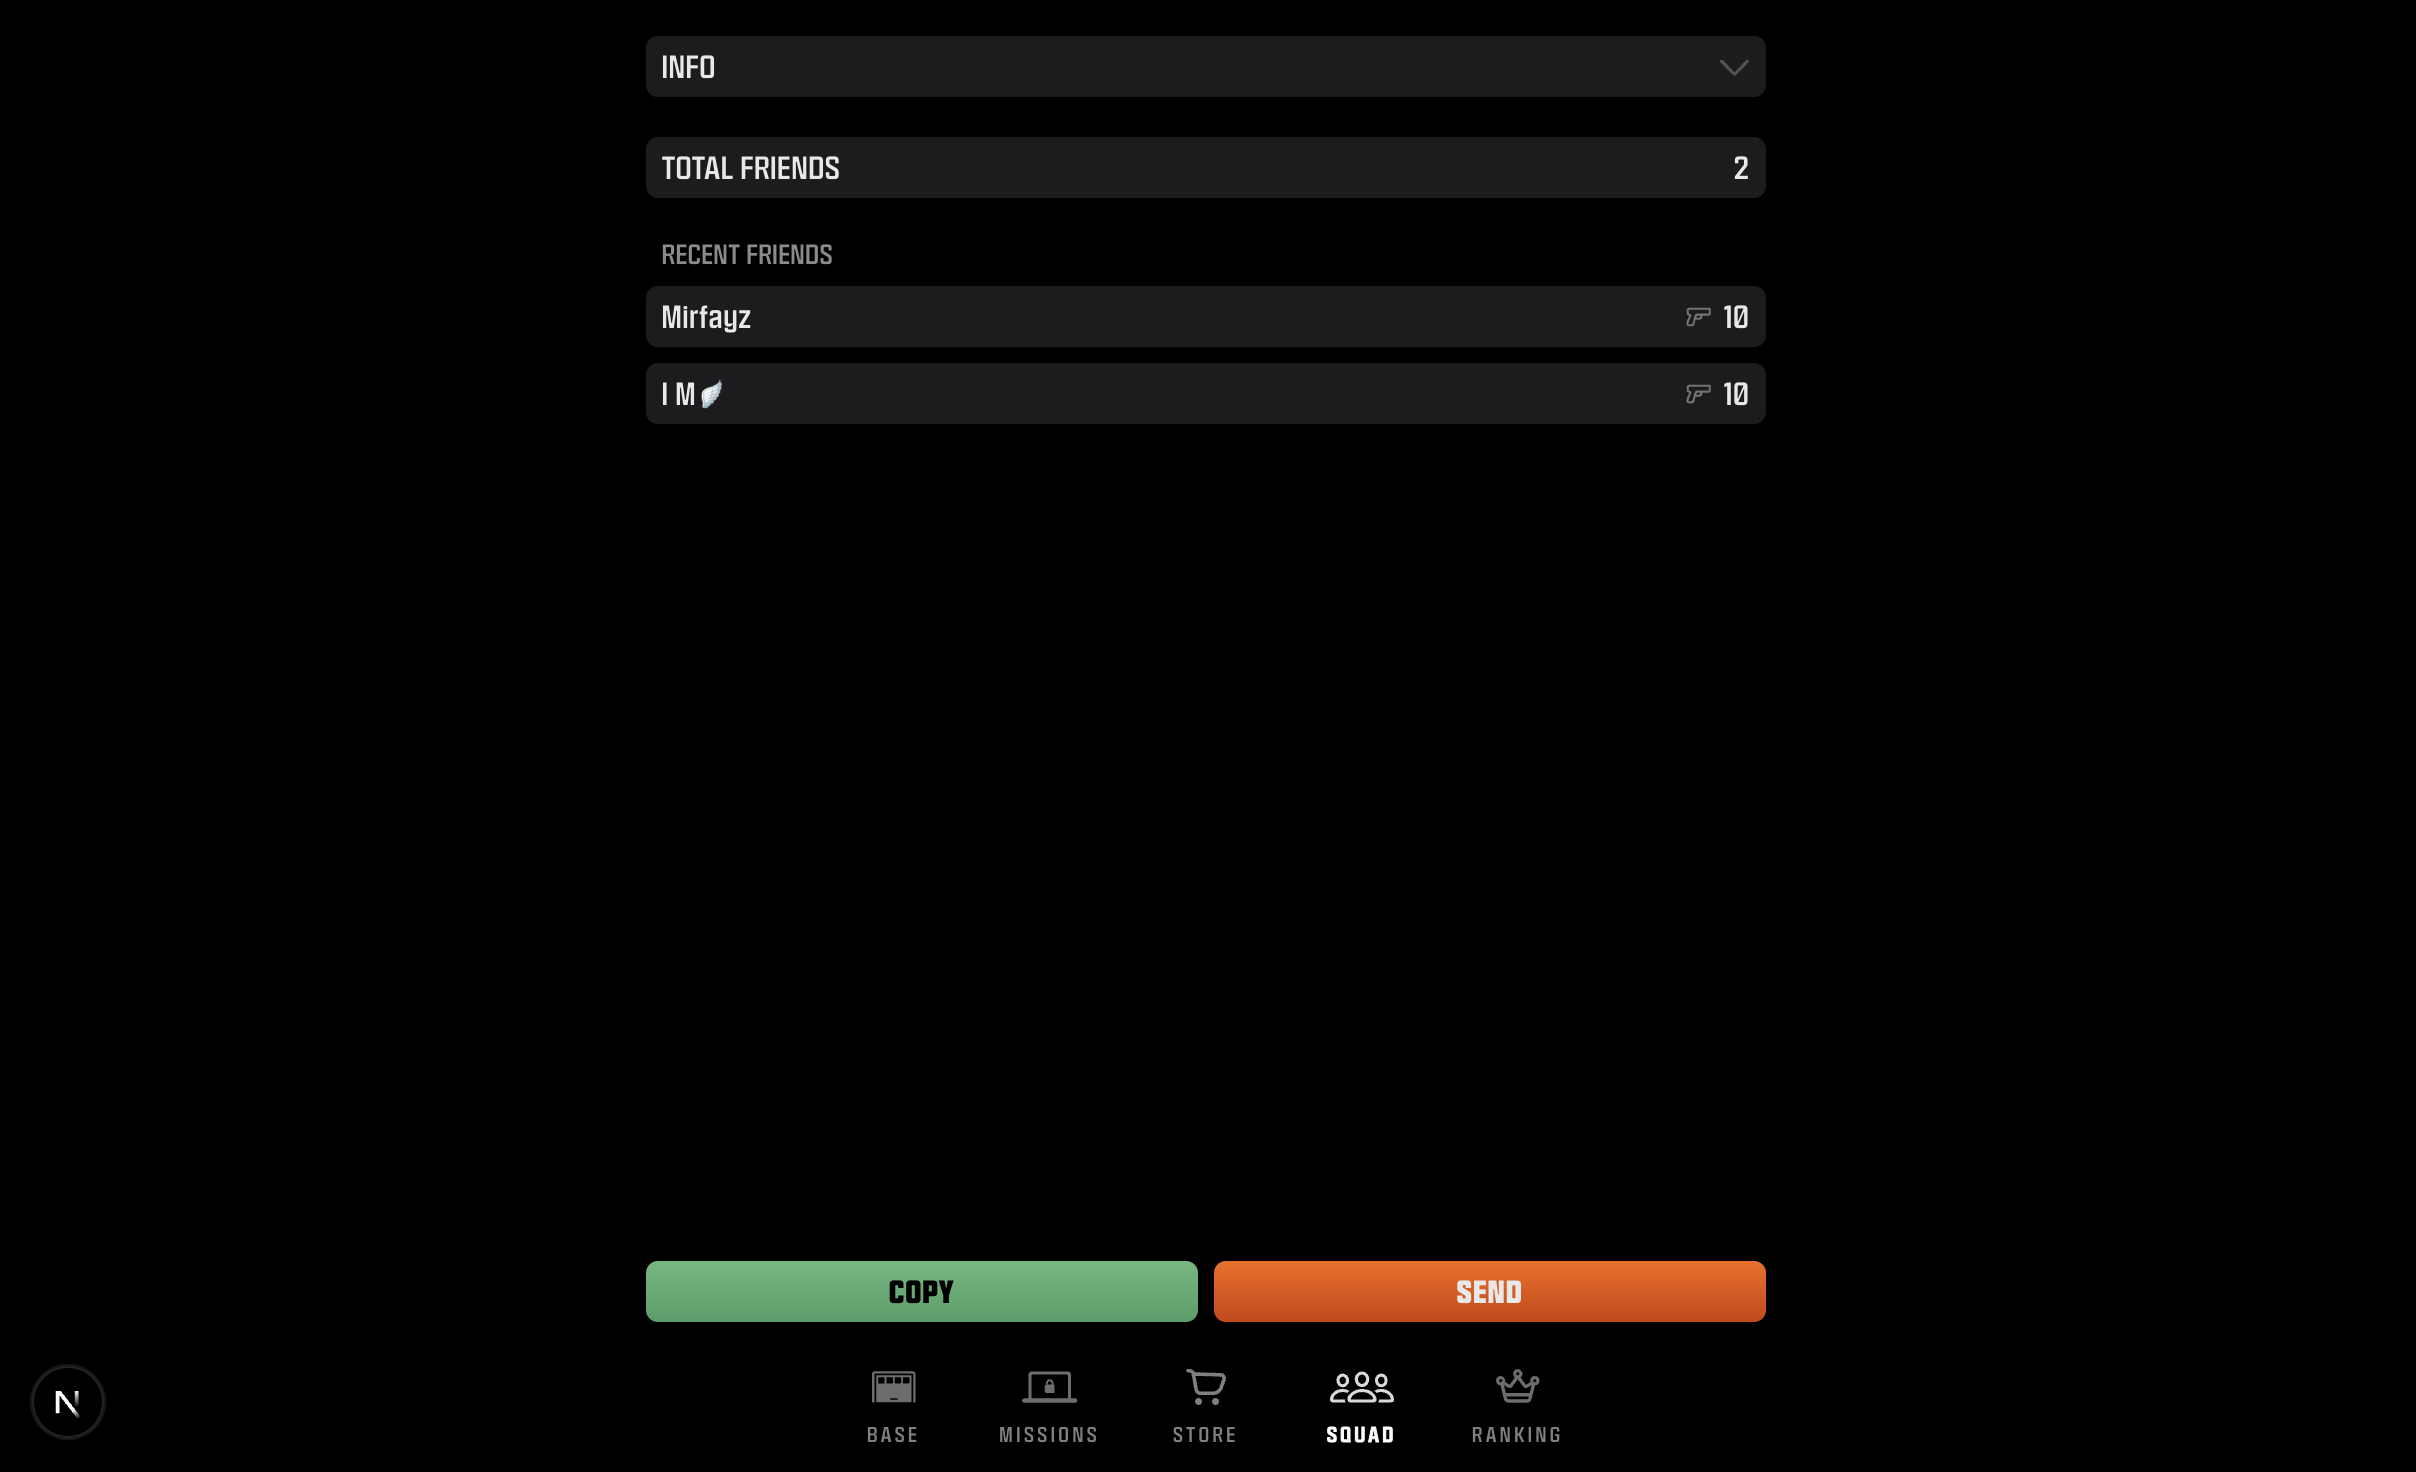 INFO
TOTAL FRIENDS 2
RECENT FRIENDS
Mirfayz 10
I M🪽 10
COPY SEND
N
BASE MISSIONS STORE SQUAD RANKING